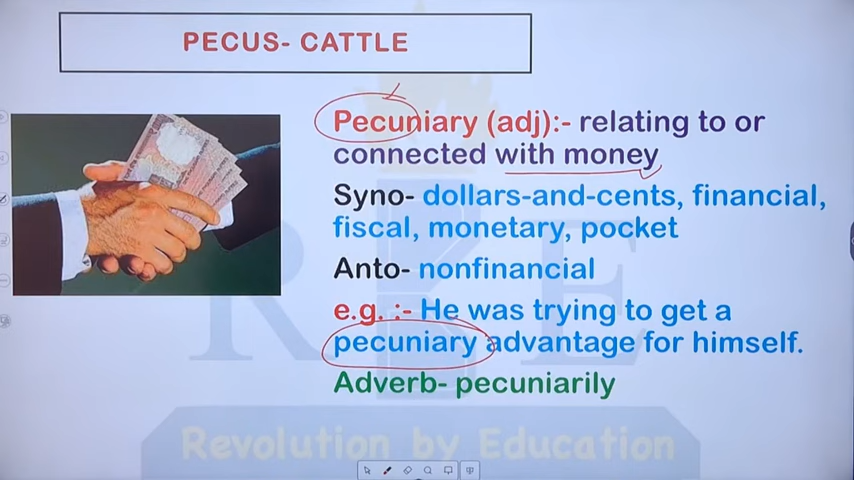 PECUS- CATTLE
Pecuniary (adj):- relating to or
connected with money
Syno- dollars-and-cents, financial,
fiscal, monetary, pocket
Anto- nonfinancial
e.g. :- He was trying to get a
pecuniary advantage for himself.
Adverb- pecuniarily
R E
Revolution by Education